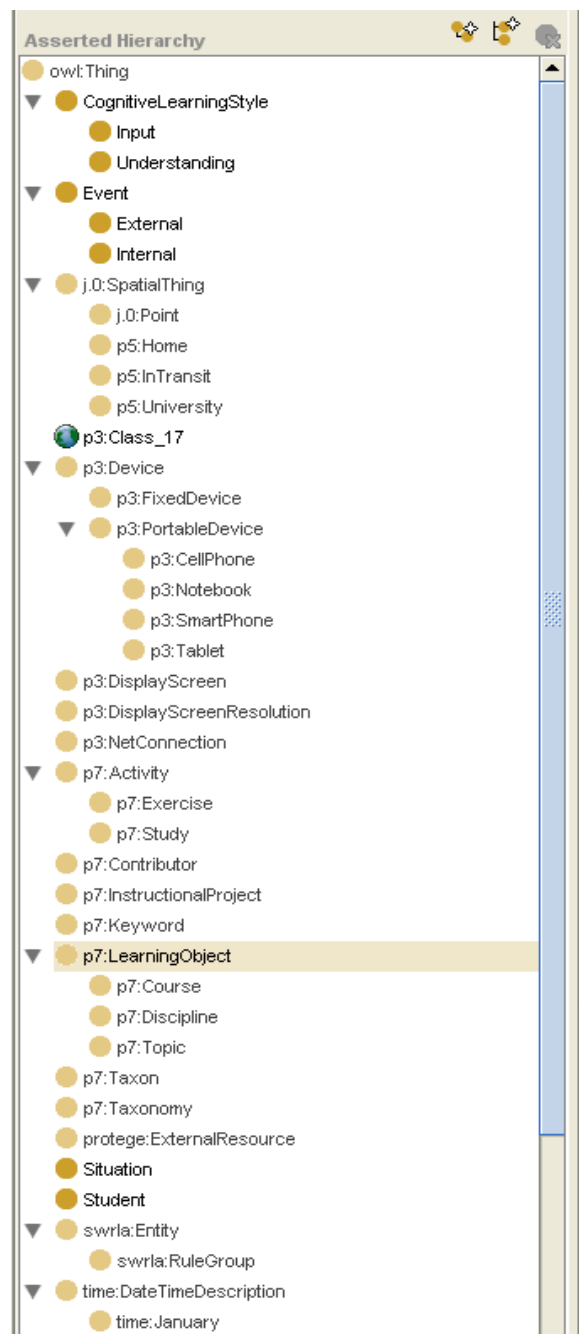 Asserted Hierarchy
owl:Thing
CognitiveLearningStyle
Input
Understanding
Event
External
Internal
j.0:SpatialThing
j.0:Point
p5:Home
p5:InTransit
p5:University
p3:Class_17
p3:Device
p3:FixedDevice
p3:PortableDevice
p3:CellPhone
p3:Notebook
p3:SmartPhone
p3:Tablet
p3:DisplayScreen
p3:DisplayScreenResolution
p3:NetConnection
p7:Activity
p7:Exercise
p7:Study
p7:Contributor
p7:InstructionalProject
p7:Keyword
p7:LearningObject
p7:Course
p7:Discipline
p7:Topic
p7:Taxon
p7:Taxonomy
protege:ExternalResource
Situation
Student
swrla:Entity
swrla:RuleGroup
time:DateTimeDescription
time:January